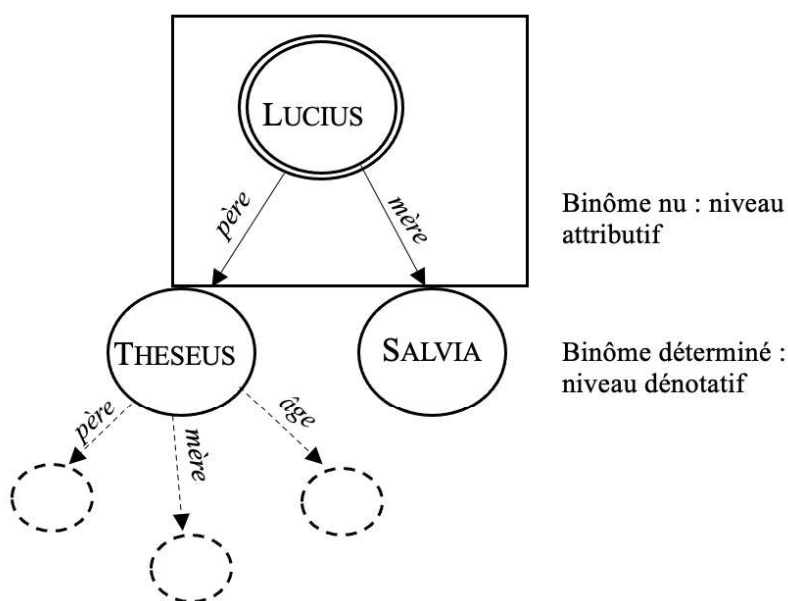 LUCIUS
père
mère
Binôme nu : niveau
attributif
THESEUS
SALVIA
Binôme déterminé :
niveau dénotatif
père
mère
âge